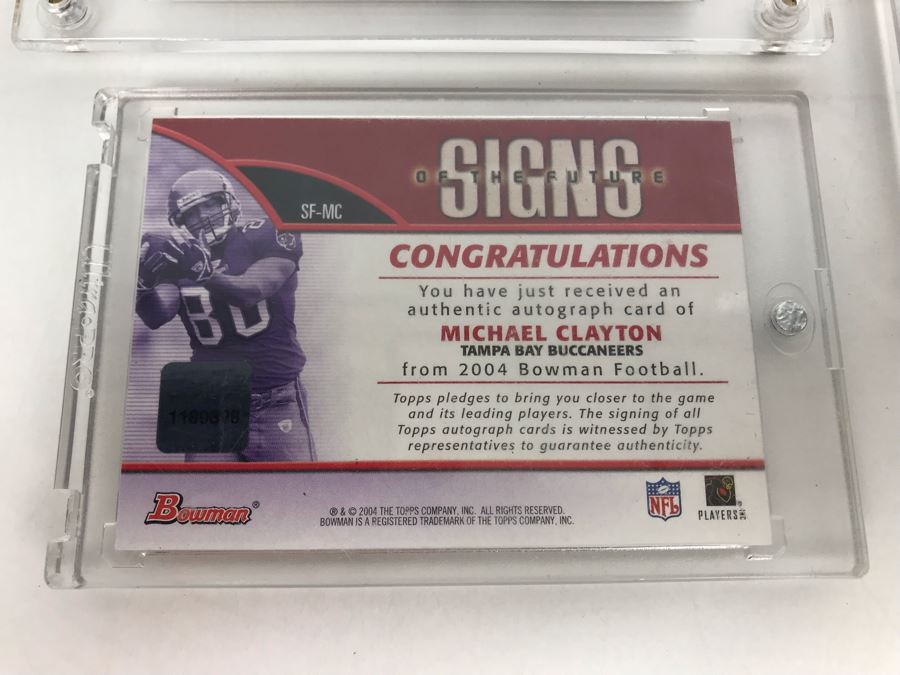 SIGNS
OF THE FUTURE
SF-MC
80
CONGRATULATIONS
You have just received an
authentic autograph card of
MICHAEL CLAYTON
TAMPA BAY BUCCANEERS
from 2004 Bowman Football.
Topps pledges to bring you closer to the game
and its leading players. The signing of all
Topps autograph cards is witnessed by Topps
representatives to guarantee authenticity.
Bowman®
® & © 2004 THE TOPPS COMPANY, INC. ALL RIGHTS RESERVED.
BOWMAN IS A REGISTERED TRADEMARK OF THE TOPPS COMPANY, INC.
NFL
PLAYERS